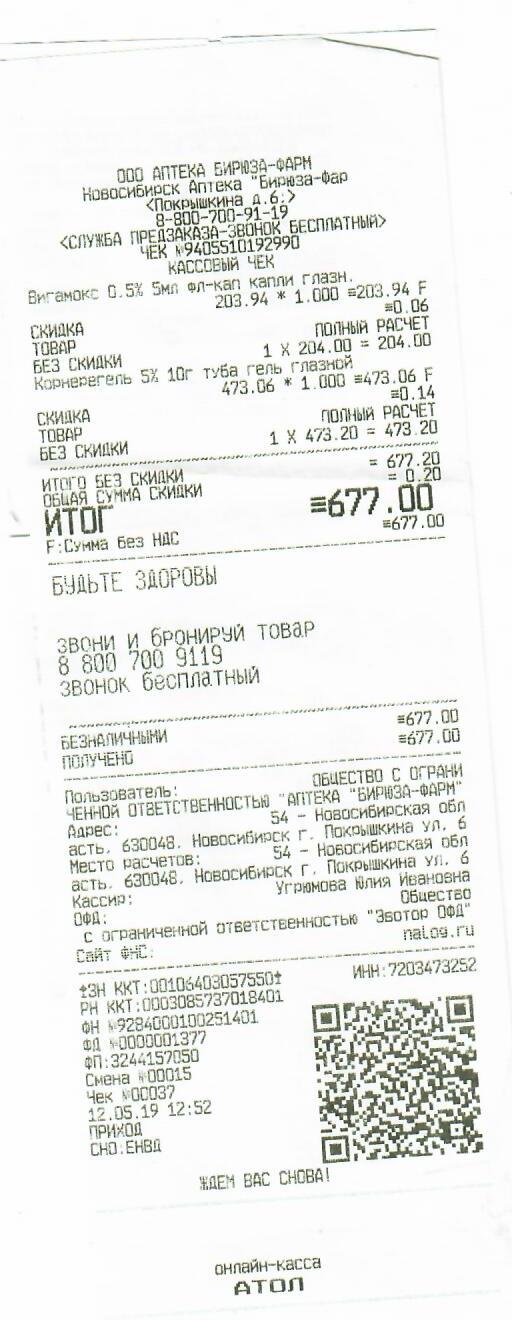 ООО АПТЕКА БИРЮЗА-ФАРМ
Новосибирск Аптека "Бирюза-Фар
<Покрышкина д.6.>
8-800-700-91-19
<СЛУЖБА ПРЕДЗАКАЗА-ЗВОНОК БЕСПЛАТНЫЙ>
ЧЕК №9405510192990
КАССОВЫЙ ЧЕК
Вигамокс 0.5% 5мл фл-кап капли глазн.
203.94 * 1.000 ≡203.94 F
СКИДКА ≡0.06
ТОВАР ПОЛНЫЙ РАСЧЕТ
БЕЗ СКИДКИ 1 X 204.00 = 204.00
Корнерегель 5% 10г туба гель глазной
473.06 * 1.000 ≡473.06 F
СКИДКА ≡0.14
ТОВАР ПОЛНЫЙ РАСЧЕТ
БЕЗ СКИДКИ 1 X 473.20 = 473.20
ИТОГО БЕЗ СКИДКИ = 677.20
ОБЩАЯ СУММА СКИДКИ = 0.20
ИТОГ ≡677.00
F:Сумма без НДС ≡677.00
БУДЬТЕ ЗДОРОВЫ
ЗВОНИ И бРОНИРУЙ ТОВАР
8 800 700 9119
ЗВОНОК бЕСПЛАТНЫЙ
БЕЗНАЛИЧНЫМИ ≡677.00
ПОЛУЧЕНО ≡677.00
Пользователь: ОБЩЕСТВО С ОГРАНИ
ЧЕННОЙ ОТВЕТСТВЕННОСТЬЮ "АПТЕКА "БИРЮЗА-ФАРМ"
Адрес: 54 - Новосибирская обл
асть, 630048, Новосибирск г. Покрышкина ул, 6
Место расчетов: 54 - Новосибирская обл
асть, 630048, Новосибирск г. Покрышкина ул, 6
Кассир: Угрюмова Юлия Ивановна
ОФД: Общество
с ограниченной ответственностью "Эвотор ОФД"
Сайт ФНС: nalog.ru
*ЗН ККТ:00106403057550* ИНН:7203473252
РН ККТ:0003085737018401
ФН №9284000100251401
ФД №0000001377
ФП:3244157050
Смена №00015
Чек №00037
12.05.19 12:52
ПРИХОД
СНО:ЕНВД
ЖДЕМ ВАС СНОВА!
онлайн-касса
АТОЛ